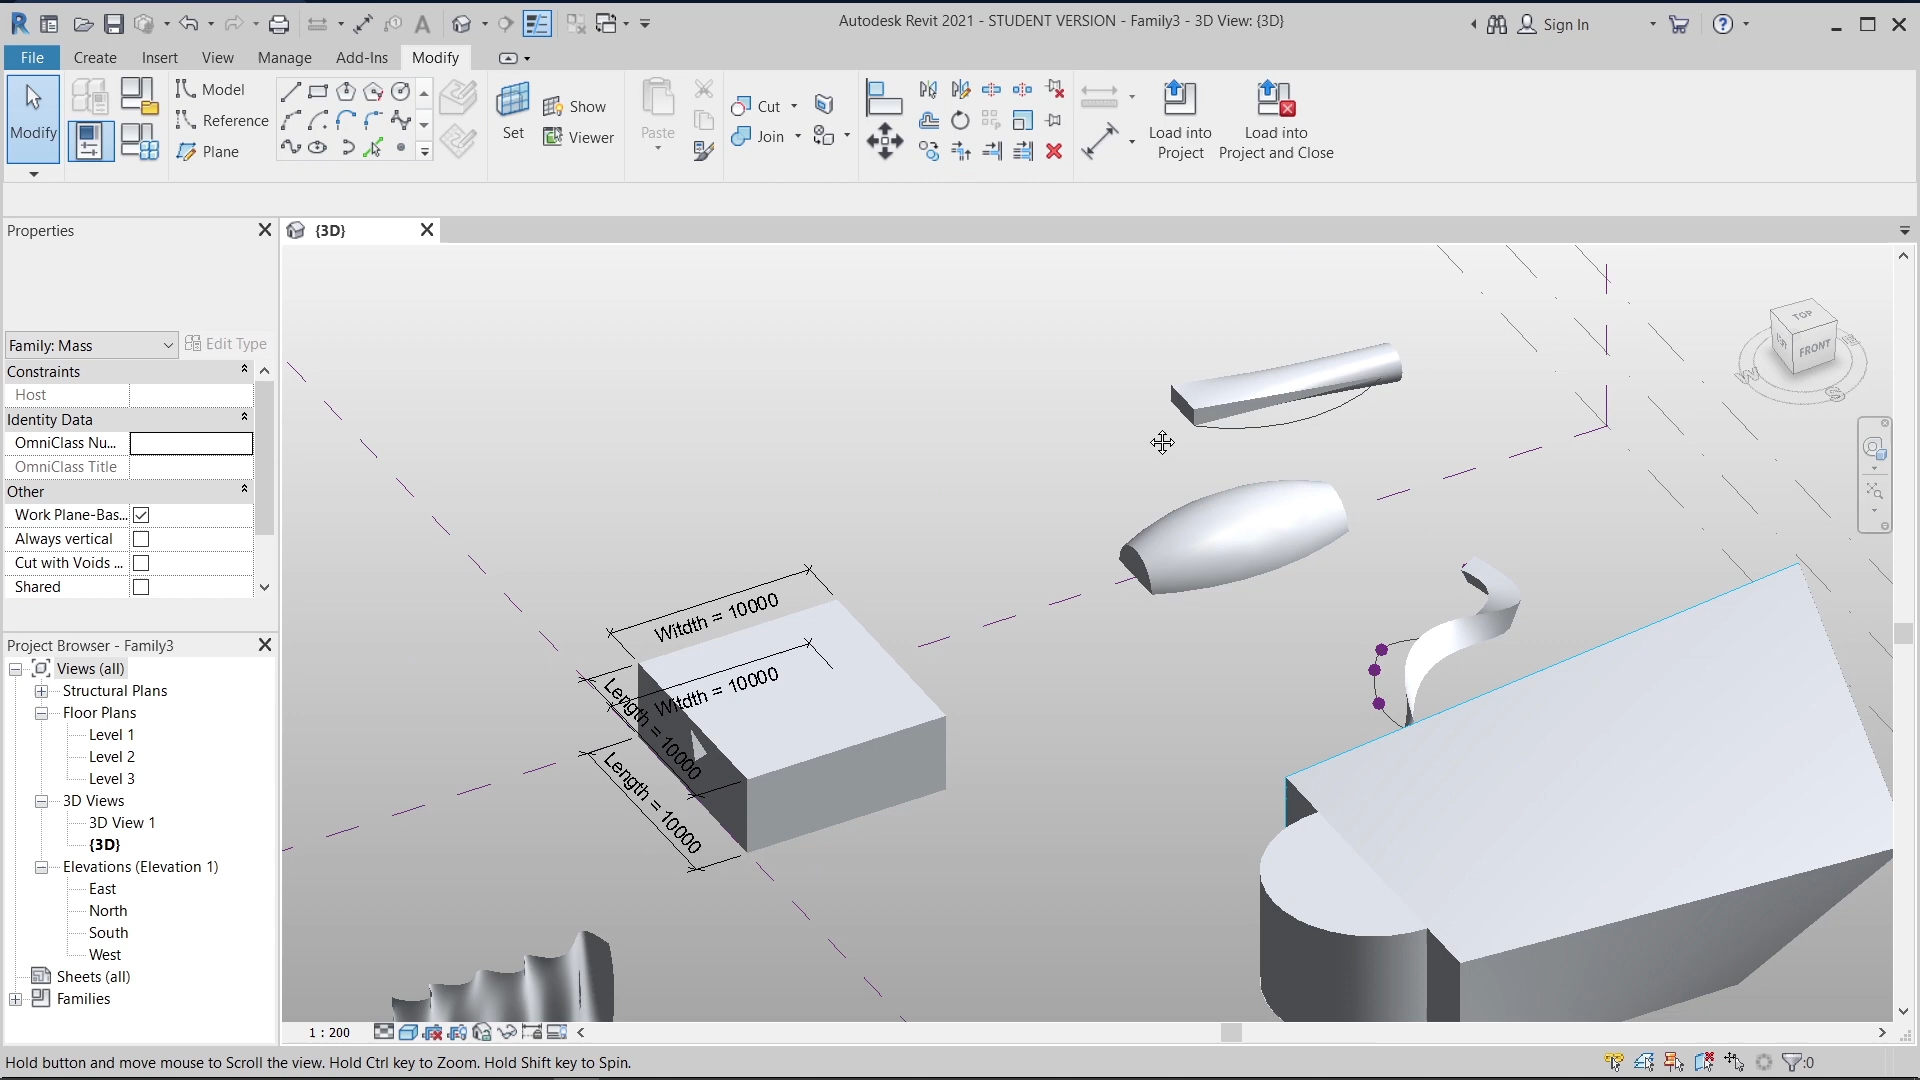 Autodesk Revit 2021 - STUDENT VERSION - Family3 - 3D View: {3D}
Sign In
File Create Insert View Manage Add-Ins Modify
Modify
Model
Reference
Plane
Set
Show
Viewer
Paste
Cut
Join
Load into Project
Load into Project and Close
Properties
{3D}
Family: Mass
Edit Type
Constraints
Host
Identity Data
OmniClass Nu...
OmniClass Title
Other
Work Plane-Bas...
Always vertical
Cut with Voids ...
Shared
Project Browser - Family3
Views (all)
Structural Plans
Floor Plans
Level 1
Level 2
Level 3
3D Views
3D View 1
{3D}
Elevations (Elevation 1)
East
North
South
West
Sheets (all)
Families
Witdth = 10000
Witdth = 10000
Length = 10000
Length = 10000
TOP
FRONT
W
S
1 : 200
Hold button and move mouse to Scroll the view. Hold Ctrl key to Zoom. Hold Shift key to Spin.
:0